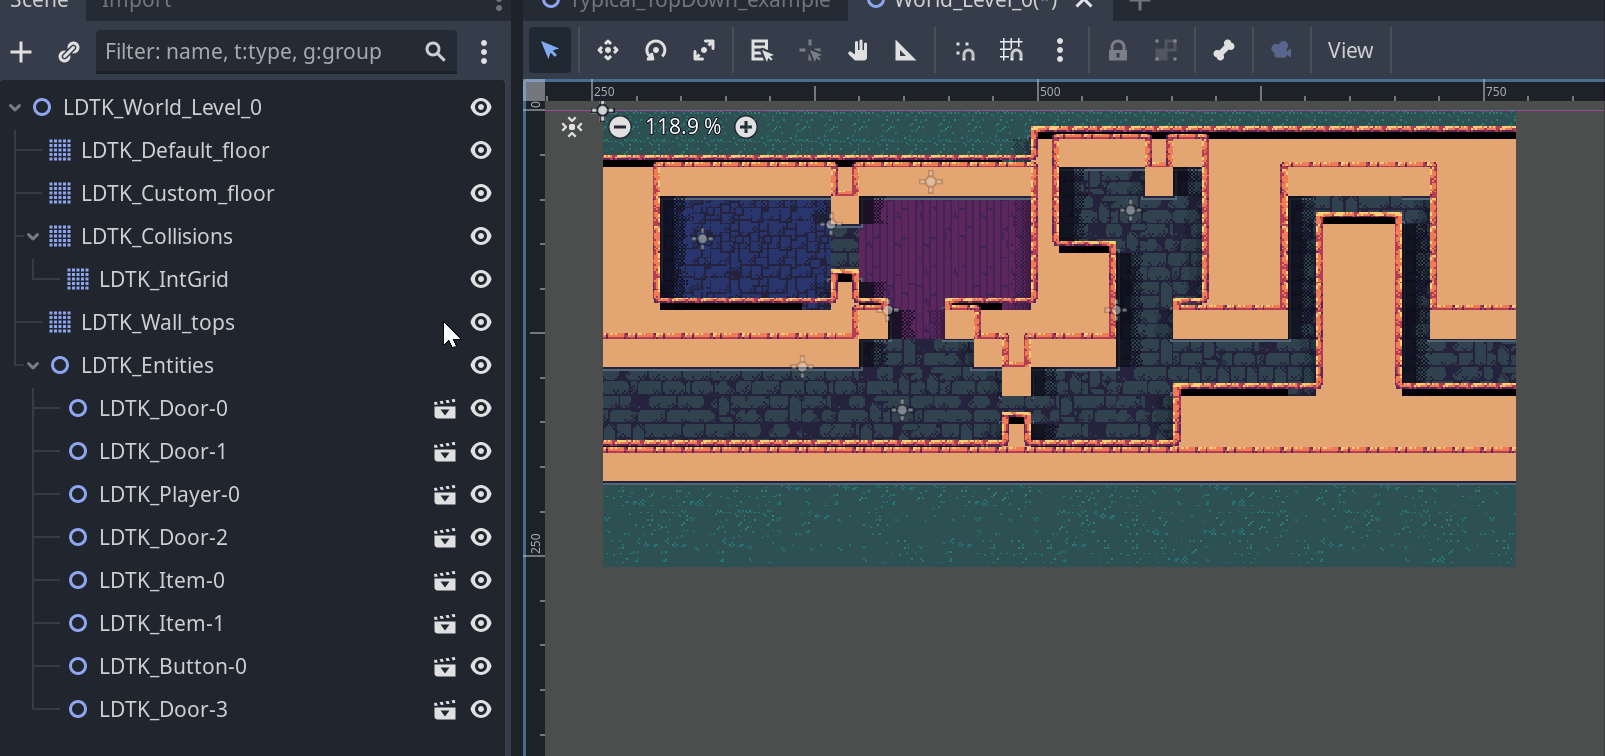 Scene Import
Typical_TopDown_example World_Level_0(*)
Filter: name, t:type, g:group
View
LDTK_World_Level_0
LDTK_Default_floor
LDTK_Custom_floor
LDTK_Collisions
LDTK_IntGrid
LDTK_Wall_tops
LDTK_Entities
LDTK_Door-0
LDTK_Door-1
LDTK_Player-0
LDTK_Door-2
LDTK_Item-0
LDTK_Item-1
LDTK_Button-0
LDTK_Door-3
250 500 750
0
118.9 %
250